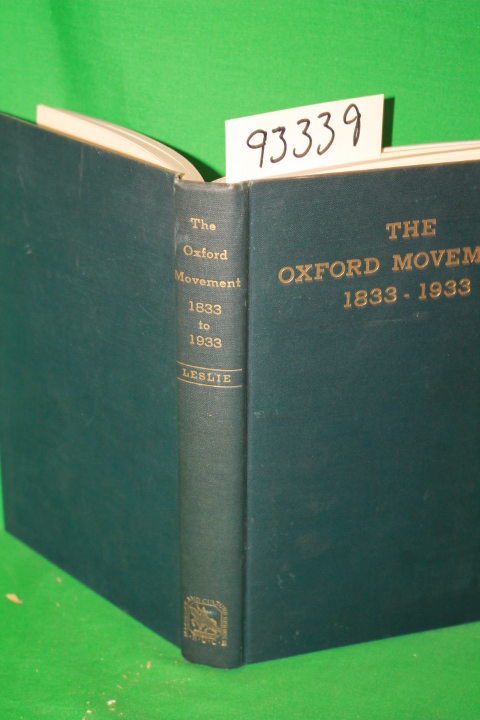 93339
The
Oxford
Movement
1833
to
1933
LESLIE
THE
OXFORD MOVEM
1833 - 1933